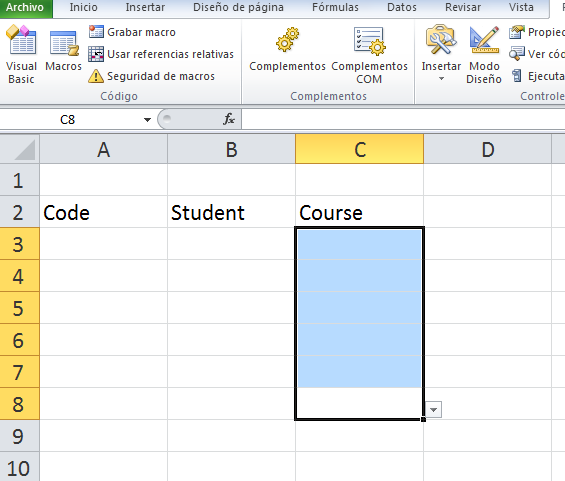 Archivo Inicio Insertar Diseño de página Fórmulas Datos Revisar Vista
Visual Basic
Macros
Grabar macro
Usar referencias relativas
Seguridad de macros
Código
Complementos
Complementos COM
Complementos
Insertar
Modo Diseño
Propied
Ver cód
Ejecuta
Controle
C8 fx
A B C D
1
2 Code Student Course
3
4
5
6
7
8
9
10